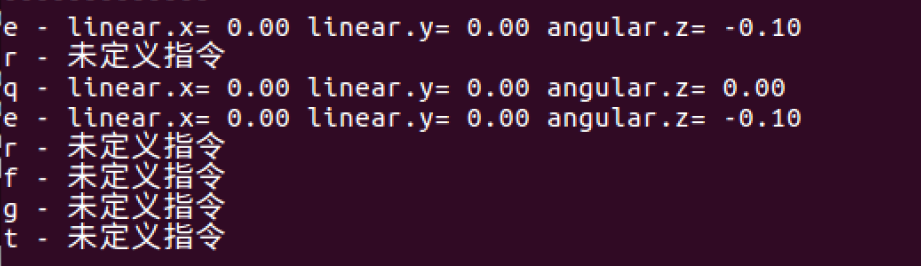 e - linear.x= 0.00 linear.y= 0.00 angular.z= -0.10
r - 未定义指令
q - linear.x= 0.00 linear.y= 0.00 angular.z= 0.00
e - linear.x= 0.00 linear.y= 0.00 angular.z= -0.10
r - 未定义指令
f - 未定义指令
g - 未定义指令
t - 未定义指令